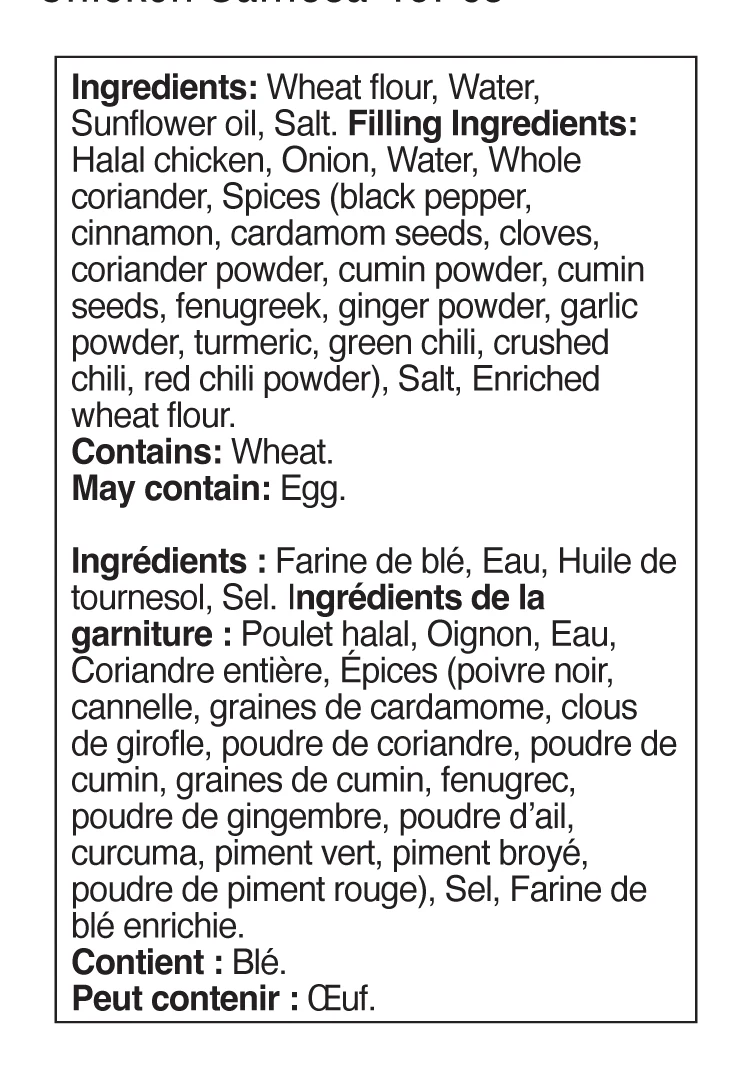 Ingredients: Wheat flour, Water,
Sunflower oil, Salt. Filling Ingredients:
Halal chicken, Onion, Water, Whole
coriander, Spices (black pepper,
cinnamon, cardamom seeds, cloves,
coriander powder, cumin powder, cumin
seeds, fenugreek, ginger powder, garlic
powder, turmeric, green chili, crushed
chili, red chili powder), Salt, Enriched
wheat flour.
Contains: Wheat.
May contain: Egg.
Ingrédients : Farine de blé, Eau, Huile de
tournesol, Sel. Ingrédients de la
garniture : Poulet halal, Oignon, Eau,
Coriandre entière, Épices (poivre noir,
cannelle, graines de cardamome, clous
de girofle, poudre de coriandre, poudre de
cumin, graines de cumin, fenugrec,
poudre de gingembre, poudre d’ail,
curcuma, piment vert, piment broyé,
poudre de piment rouge), Sel, Farine de
blé enrichie.
Contient : Blé.
Peut contenir : Œuf.